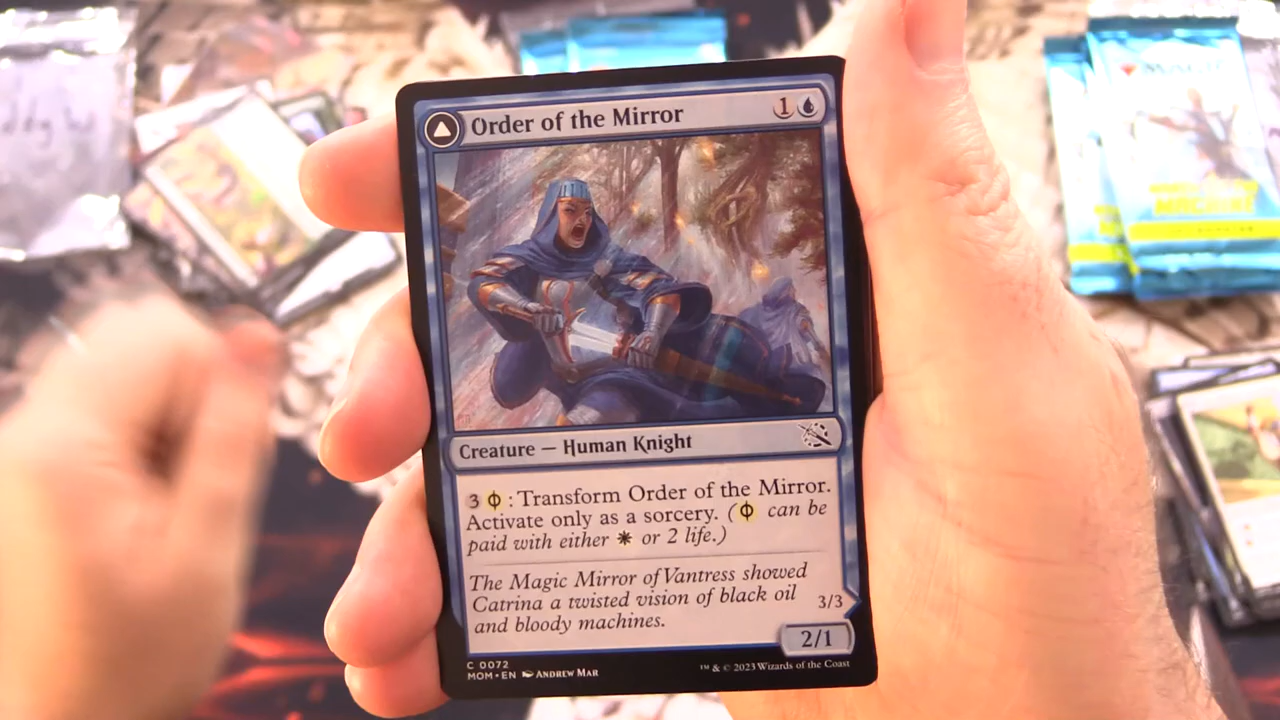 Order of the Mirror 1
Creature — Human Knight
3 : Transform Order of the Mirror.
Activate only as a sorcery. ( can be
paid with either or 2 life.)
The Magic Mirror of Vantress showed
Catrina a twisted vision of black oil
and bloody machines.
3/3
2/1
C 0072
MOM • EN Andrew Mar
™ & © 2023 Wizards of the Coast
MAGIC